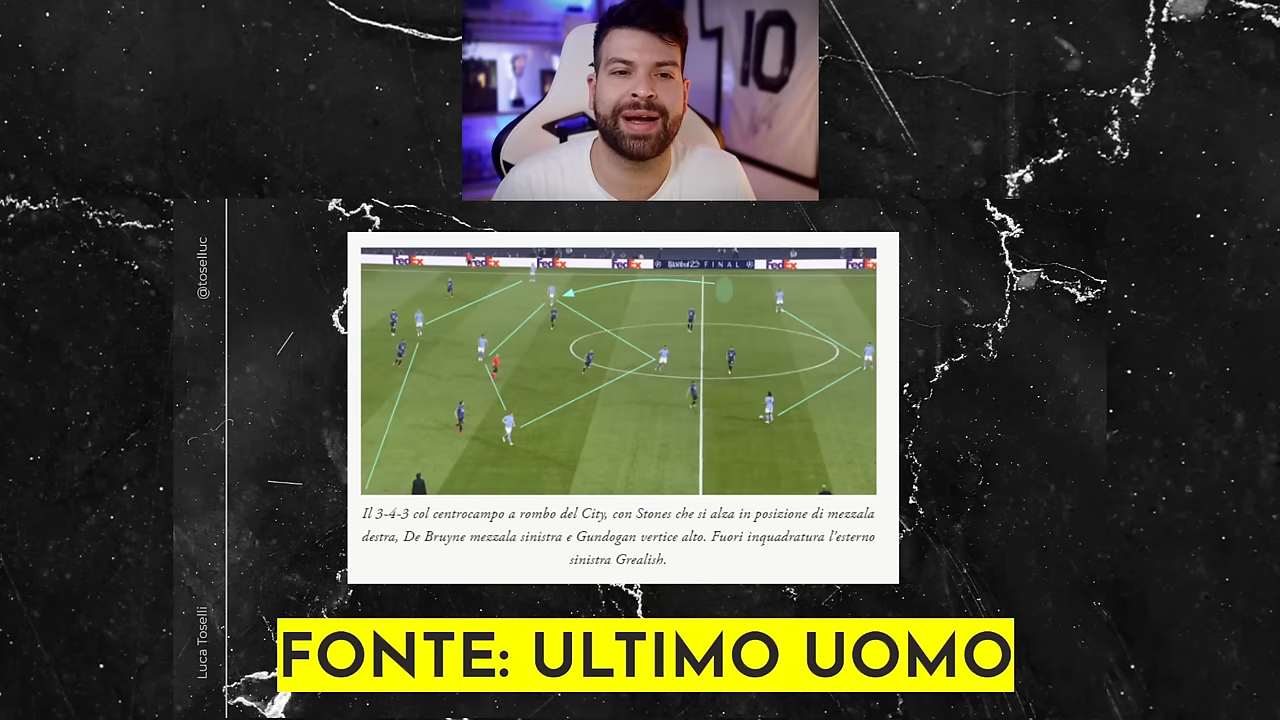 10
FedEx FedEx FedEx FedEx Istanbul 23 FINAL FedEx FedEx
@toselluc
Il 3-4-3 col centrocampo a rombo del City, con Stones che si alza in posizione di mezzala
destra, De Bruyne mezzala sinistra e Gundogan vertice alto. Fuori inquadratura l'esterno
sinistra Grealish.
Luca Toselli
FONTE: ULTIMO UOMO